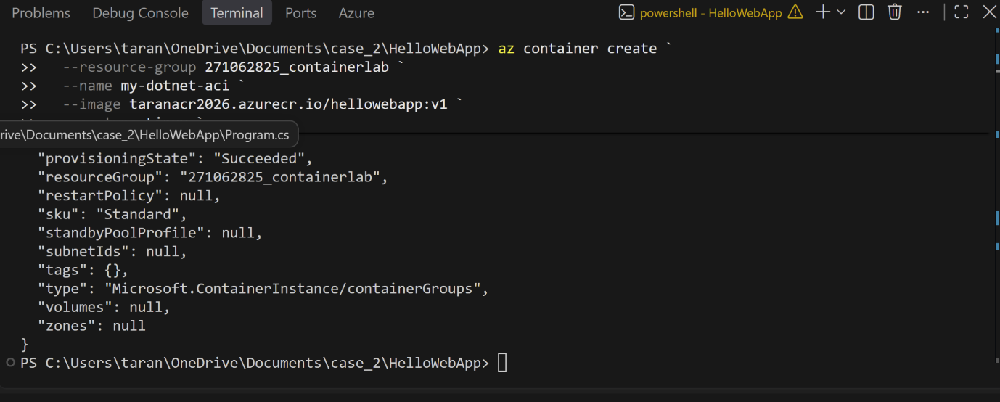 Problems Debug Console Terminal Ports Azure powershell - HelloWebApp
PS C:\Users\taran\OneDrive\Documents\case_2\HelloWebApp> az container create `
>> --resource-group 271062825_containerlab `
>> --name my-dotnet-aci `
>> --image taranacr2026.azurecr.io/hellowebapp:v1 `
rive\Documents\case_2\HelloWebApp\Program.cs
"provisioningState": "Succeeded",
"resourceGroup": "271062825_containerlab",
"restartPolicy": null,
"sku": "Standard",
"standbyPoolProfile": null,
"subnetIds": null,
"tags": {},
"type": "Microsoft.ContainerInstance/containerGroups",
"volumes": null,
"zones": null
}
PS C:\Users\taran\OneDrive\Documents\case_2\HelloWebApp>